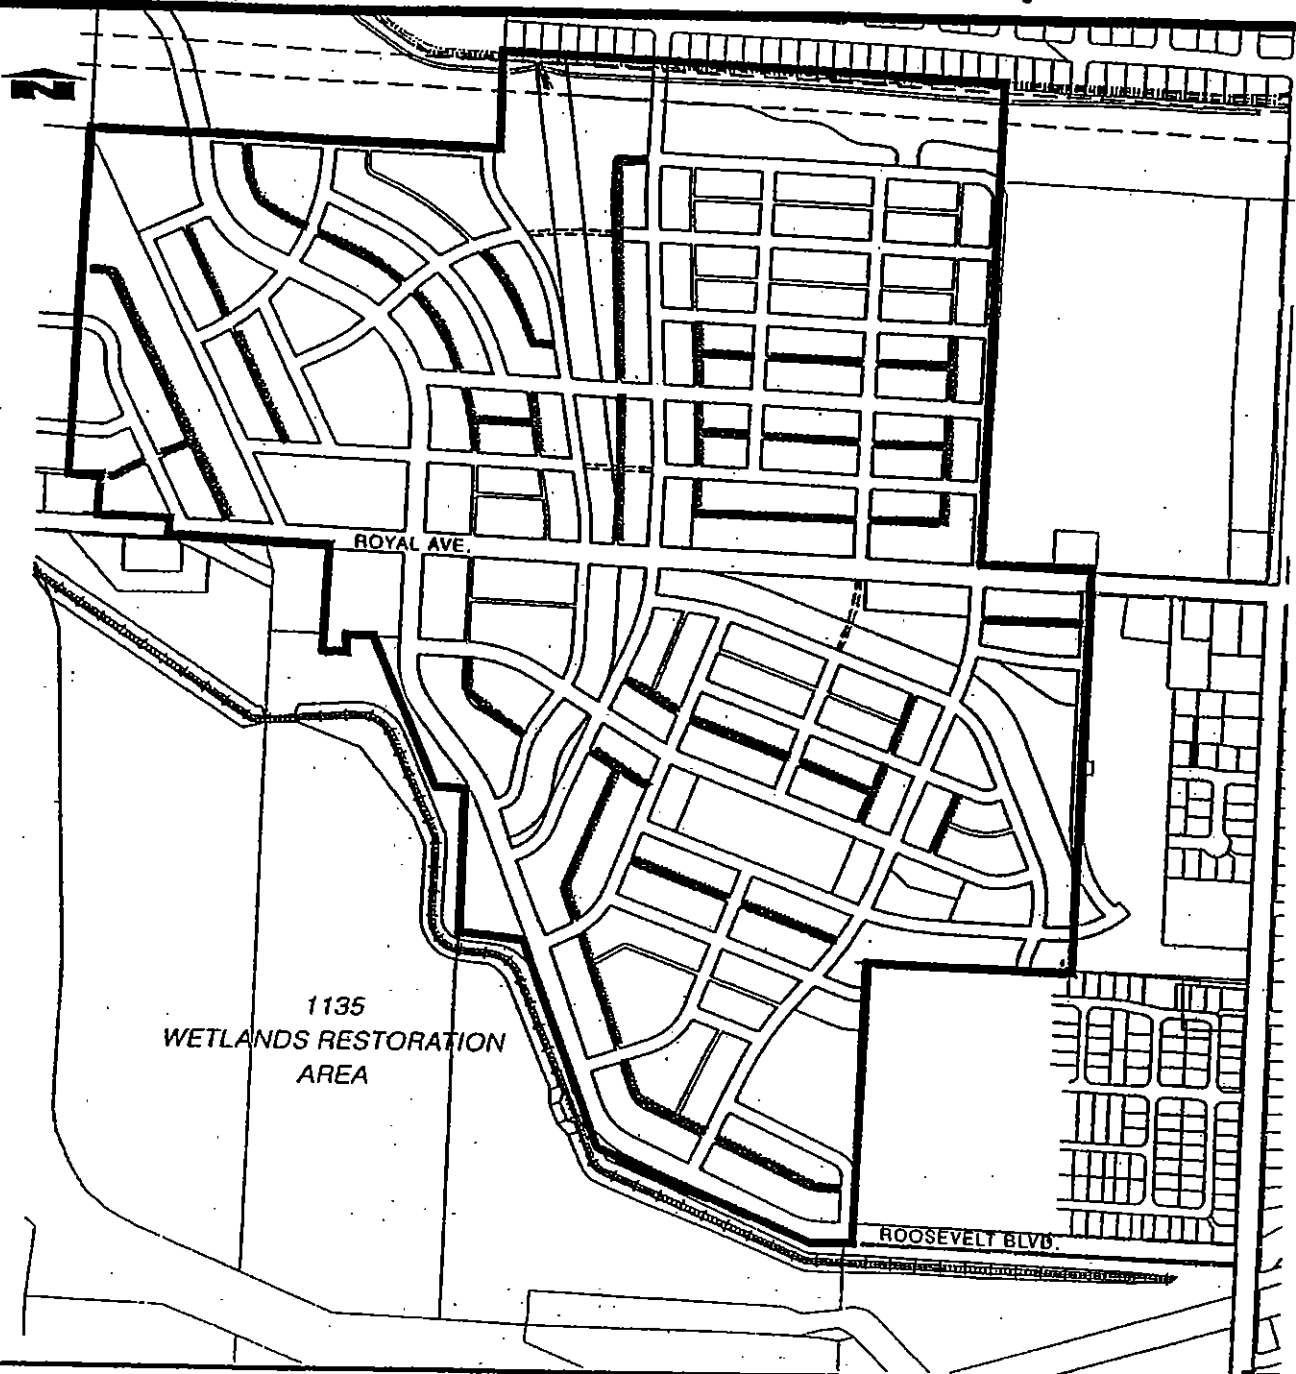 N
ROYAL AVE.
1135
WETLANDS RESTORATION
AREA
ROOSEVELT BLVD.